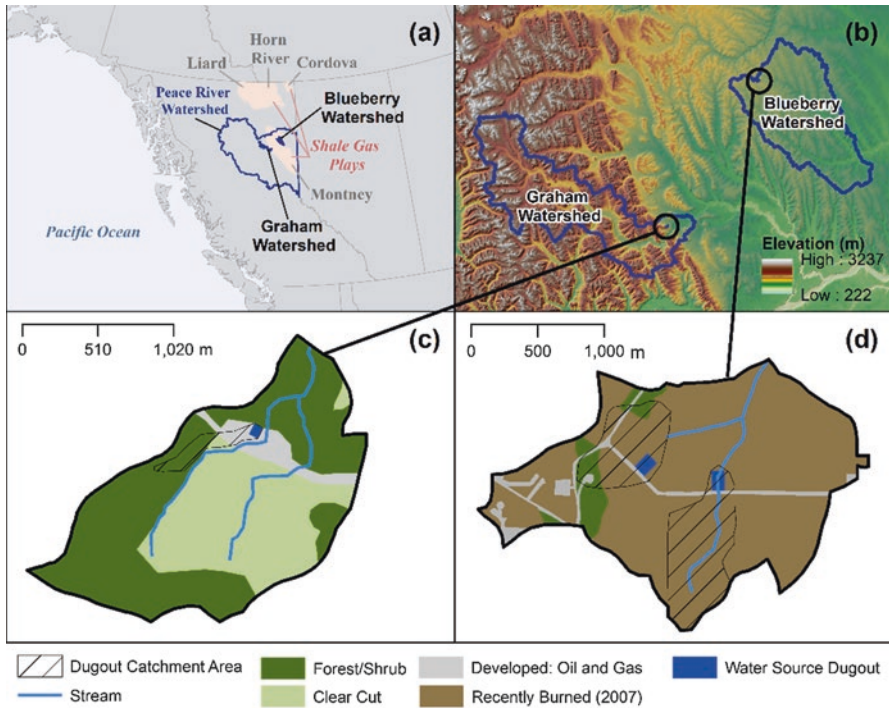 (a)
Horn
River
Liard
Cordova
Peace River
Watershed
Blueberry
Watershed
Shale Gas
Plays
Montney
Graham
Watershed
Pacific Ocean
(b)
Blueberry
Watershed
Graham
Watershed
Elevation (m)
High : 3237
Low : 222
(c)
0 510 1,020 m
(d)
0 500 1,000 m
Dugout Catchment Area
Forest/Shrub
Developed: Oil and Gas
Water Source Dugout
Stream
Clear Cut
Recently Burned (2007)